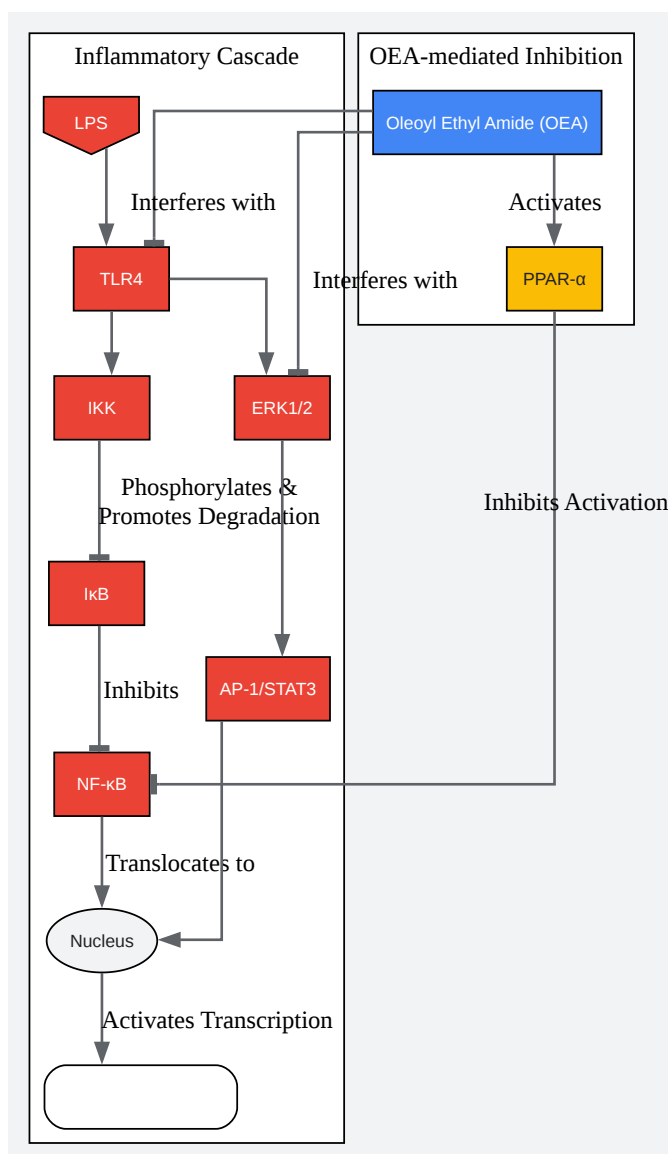 Inflammatory Cascade
OEA-mediated Inhibition
LPS
Oleoyl Ethyl Amide (OEA)
Interferes with
Activates
TLR4
Interferes with
PPAR-α
IKK
ERK1/2
Phosphorylates &
Promotes Degradation
Inhibits Activation
IκB
Inhibits
AP-1/STAT3
NF-κB
Translocates to
Nucleus
Activates Transcription